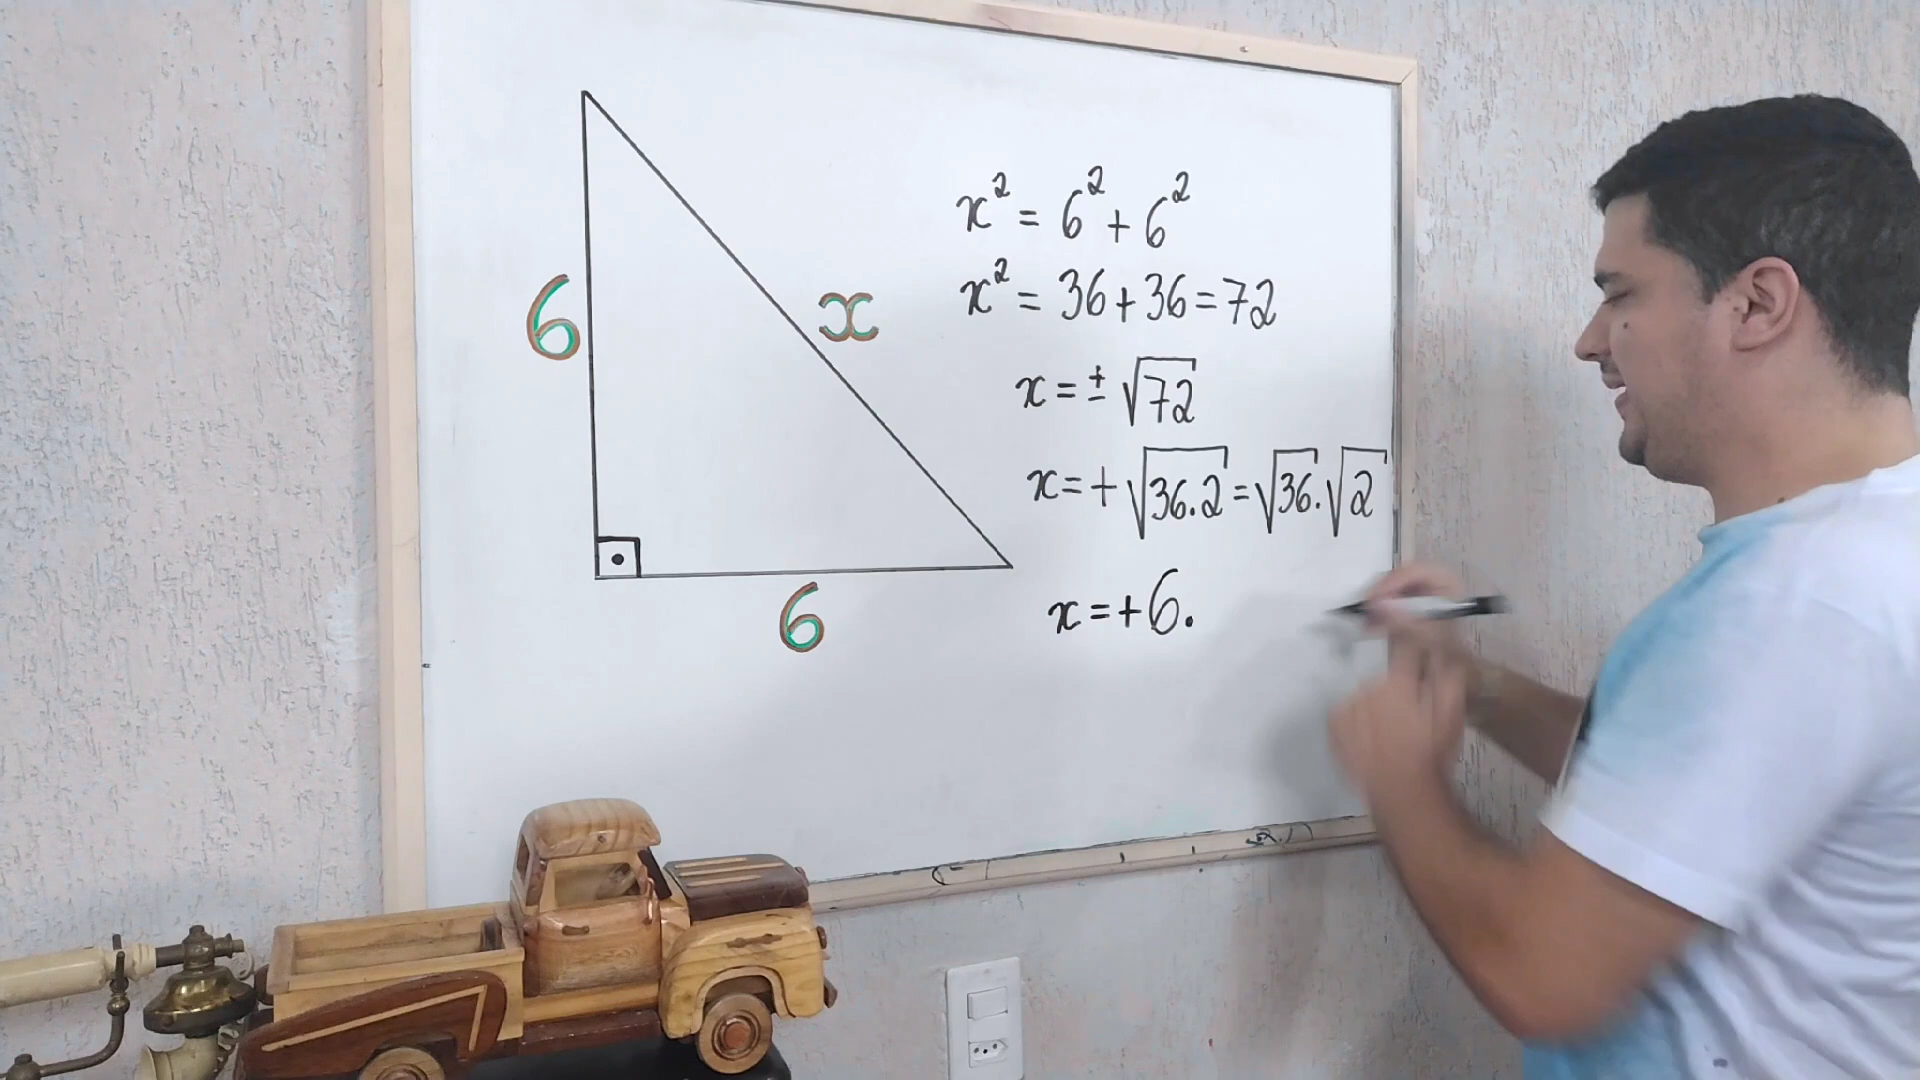 6
x
6
x² = 6² + 6²
x² = 36 + 36 = 72
x = ± √72
x = + √36.2 = √36 . √2
x = + 6.